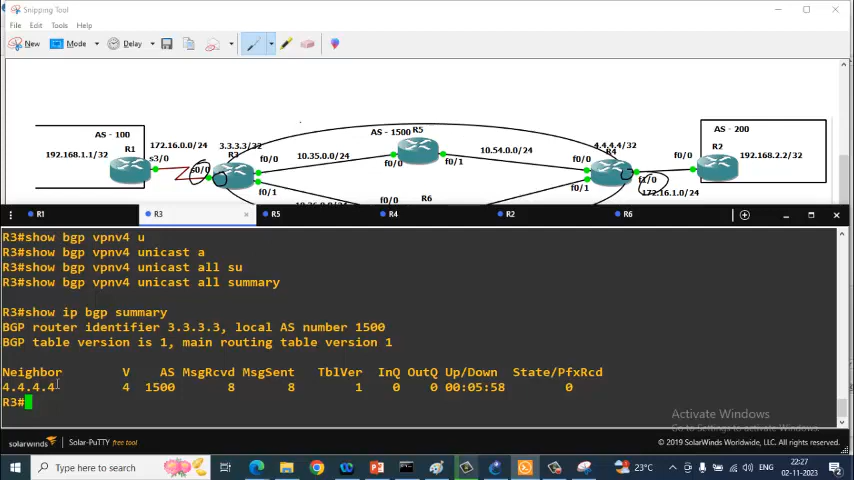 Snipping Tool
File Edit Tools Help
New Mode Delay
AS - 100
192.168.1.1/32
R1
172.16.0.0/24
s3/0
s0/0
3.3.3.3/32
f0/0
f0/1
10.35.0.0/24
AS - 1500
R5
f0/0
f0/1
10.54.0.0/24
4.4.4.4/32
R4
f0/0
f0/1
f1/0
172.16.1.0/24
f0/0
AS - 200
R2
192.168.2.2/32
f0/0
R6
R1 R3 R5 R4 R2 R6
R3#show bgp vpnv4 u
R3#show bgp vpnv4 unicast a
R3#show bgp vpnv4 unicast all su
R3#show bgp vpnv4 unicast all summary
R3#show ip bgp summary
BGP router identifier 3.3.3.3, local AS number 1500
BGP table version is 1, main routing table version 1
Neighbor V AS MsgRcvd MsgSent TblVer InQ OutQ Up/Down State/PfxRcd
4.4.4.4 4 1500 8 8 1 0 0 00:05:58 0
R3#
Activate Windows
Go to Settings to activate Windows.
solarwinds Solar-PuTTY free tool
© 2019 SolarWinds Worldwide, LLC. All rights reserved.
Type here to search
23°C
ENG
22:27
02-11-2023
2